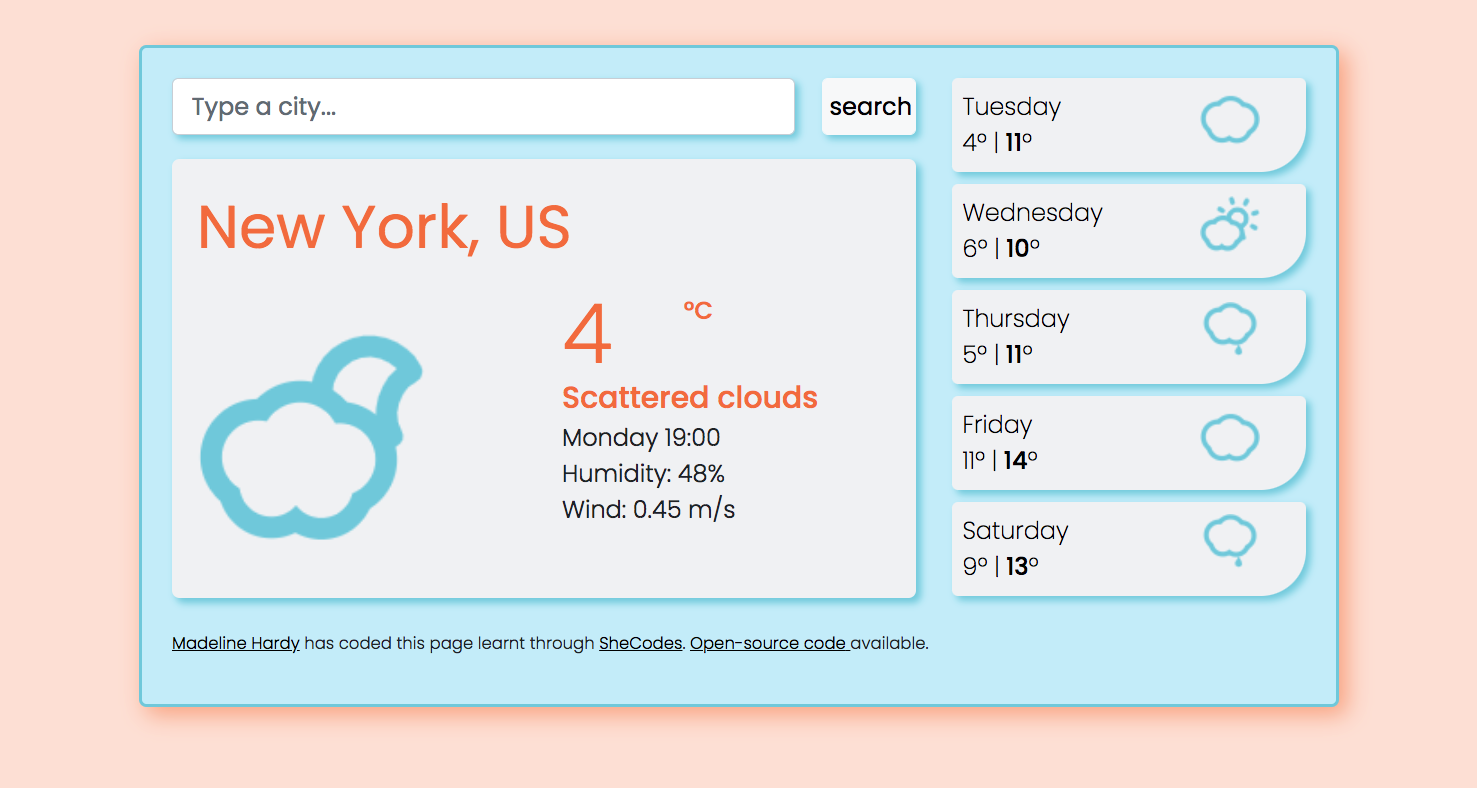 Type a city...
search
New York, US
4 °C
Scattered clouds
Monday 19:00
Humidity: 48%
Wind: 0.45 m/s
Tuesday
4° | 11°
Wednesday
6° | 10°
Thursday
5° | 11°
Friday
11° | 14°
Saturday
9° | 13°
Madeline Hardy has coded this page learnt through SheCodes. Open-source code available.